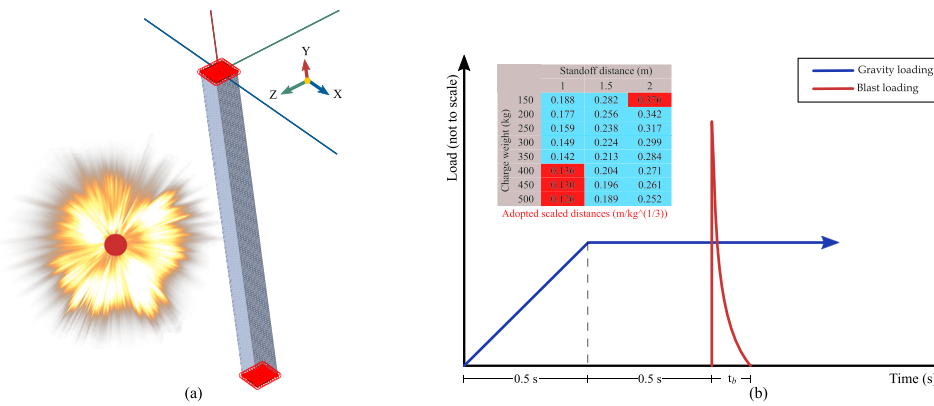 Y
Z
X
(a)
Load (not to scale)
Gravity loading
Blast loading
Standoff distance (m)
1 1.5 2
Charge weight (kg)
150 0.188 0.282 0.376
200 0.177 0.256 0.342
250 0.159 0.238 0.317
300 0.149 0.224 0.299
350 0.142 0.213 0.284
400 0.136 0.204 0.271
450 0.130 0.196 0.261
500 0.126 0.189 0.252
Adopted scaled distances (m/kg^(1/3))
0.5 s 0.5 s tb Time (s)
(b)